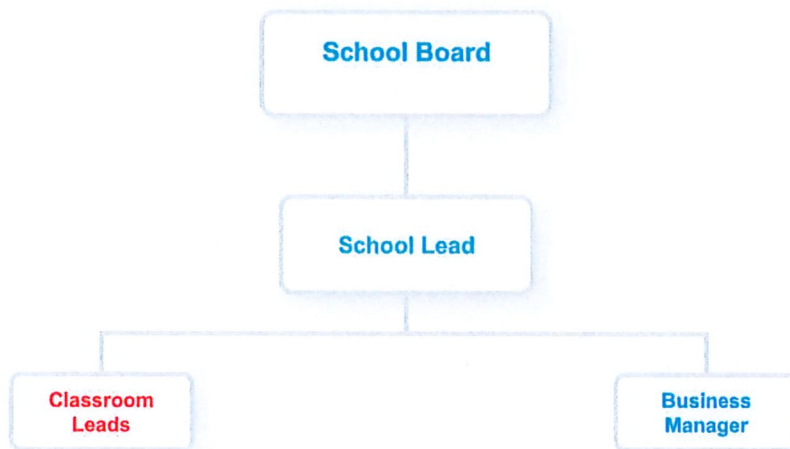 School Board
School Lead
Classroom
Leads
Business
Manager